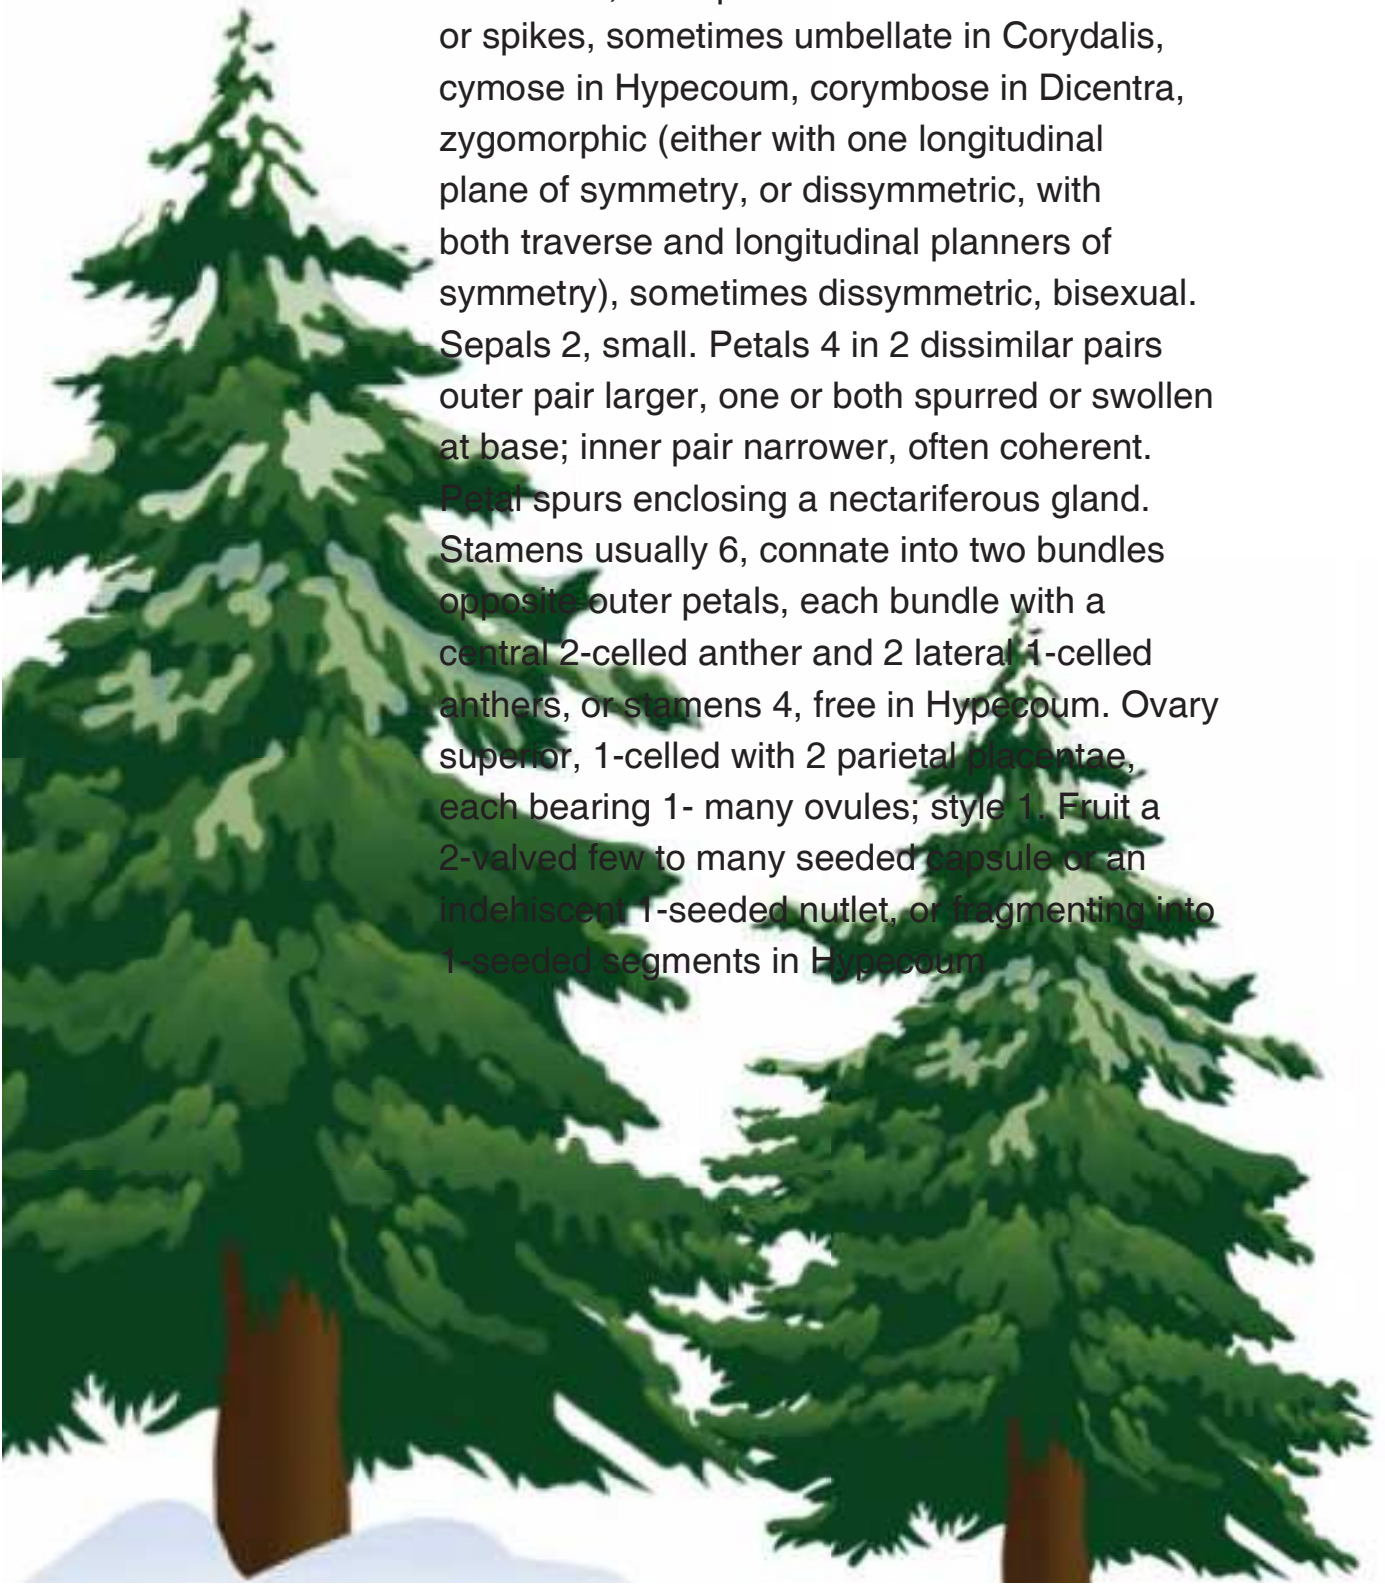 or spikes, sometimes umbellate in Corydalis,
cymose in Hypecoum, corymbose in Dicentra,
zygomorphic (either with one longitudinal
plane of symmetry, or dissymmetric, with
both traverse and longitudinal planners of
symmetry), sometimes dissymmetric, bisexual.
Sepals 2, small. Petals 4 in 2 dissimilar pairs
outer pair larger, one or both spurred or swollen
at base; inner pair narrower, often coherent.
Petal spurs enclosing a nectariferous gland.
Stamens usually 6, connate into two bundles
opposite outer petals, each bundle with a
central 2-celled anther and 2 lateral 1-celled
anthers, or stamens 4, free in Hypecoum. Ovary
superior, 1-celled with 2 parietal placentae,
each bearing 1- many ovules; style 1. Fruit a
2-valved few to many seeded capsule or an
indehiscent 1-seeded nutlet, or fragmenting into
1-seeded segments in Hypecoum